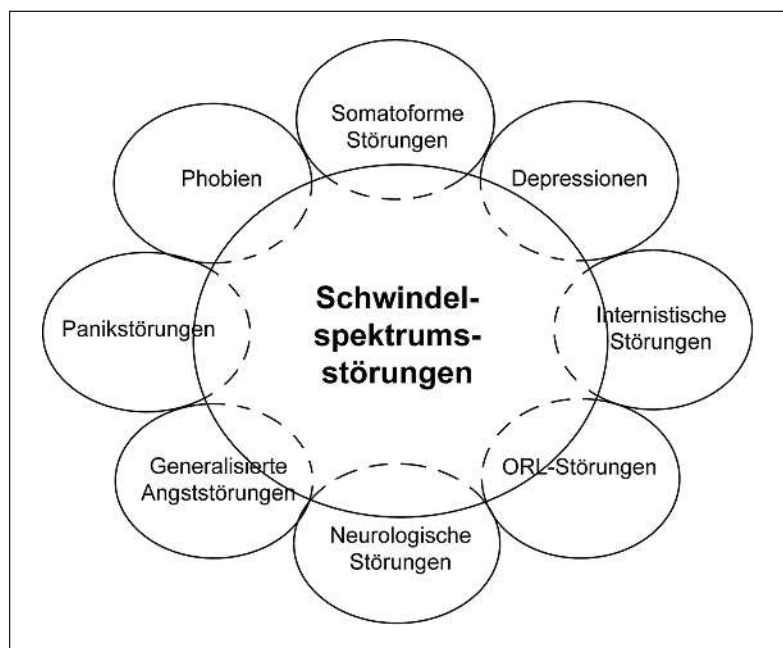 Somatoforme
Störungen
Phobien
Depressionen
Schwindel-
spektrums-
störungen
Panikstörungen
Internistische
Störungen
Generalisierte
Angststörungen
ORL-Störungen
Neurologische
Störungen